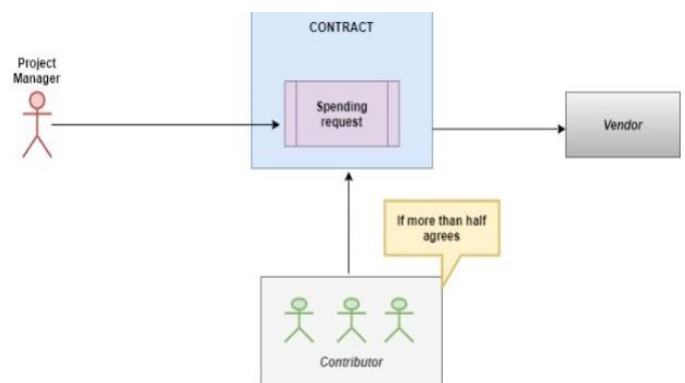 CONTRACT
Project
Manager
Spending
request
Vendor
If more than half
agrees
Contributor